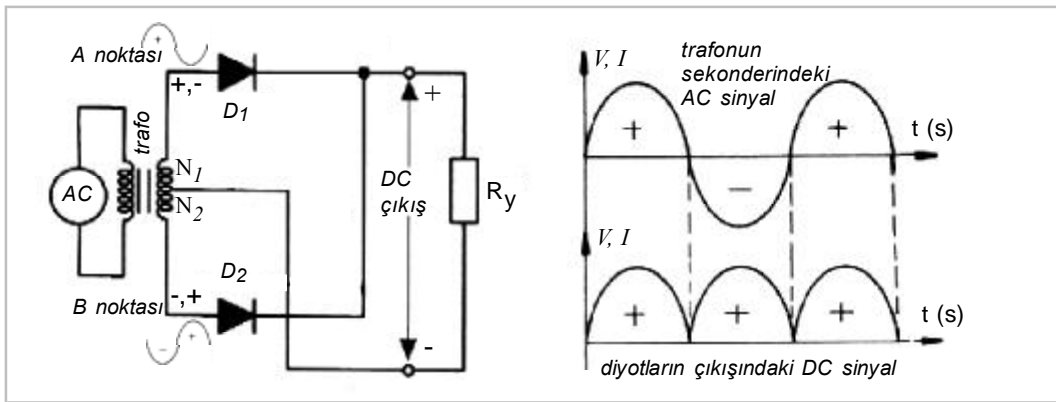 A noktası
+
+,-
D1
trafo
AC
N1
N2
D2
-,+
B noktası
− +
+
DC
çıkış
-
Ry
V, I
trafonun
sekonderindeki
AC sinyal
+
−
+
t (s)
V, I
+
+
+
t (s)
diyotların çıkışındaki DC sinyal